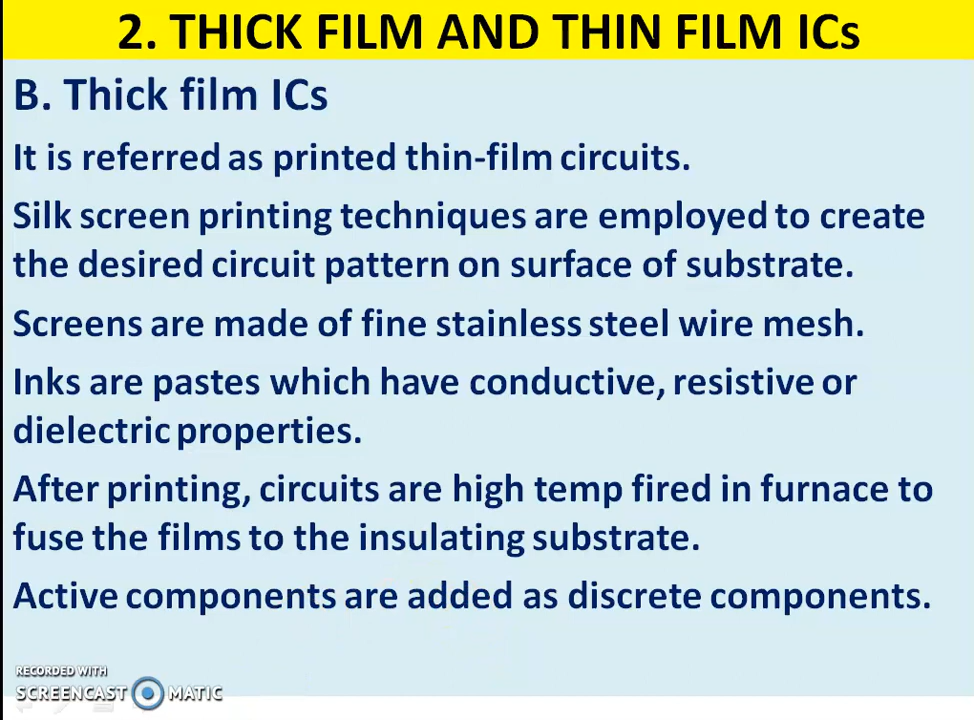 2. THICK FILM AND THIN FILM ICs
B. Thick film ICs
It is referred as printed thin-film circuits.
Silk screen printing techniques are employed to create
the desired circuit pattern on surface of substrate.
Screens are made of fine stainless steel wire mesh.
Inks are pastes which have conductive, resistive or
dielectric properties.
After printing, circuits are high temp fired in furnace to
fuse the films to the insulating substrate.
Active components are added as discrete components.
RECORDED WITH
SCREENCAST MATIC